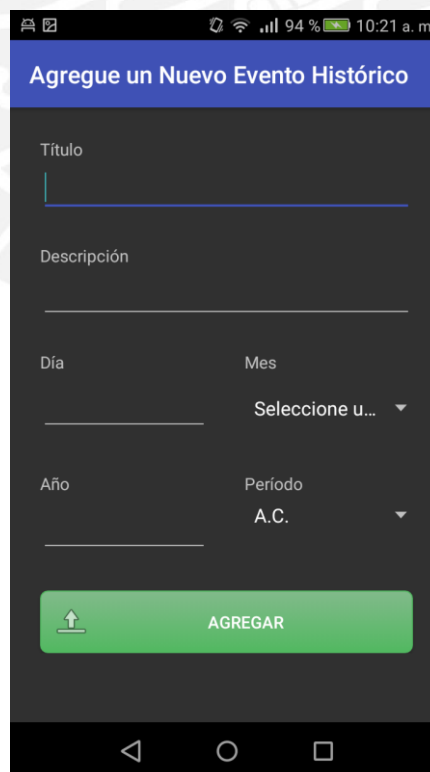 94 % 10:21 a. m
Agregue un Nuevo Evento Histórico
Título
Descripción
Día Mes
Seleccione u...
Año Período
A.C.
AGREGAR